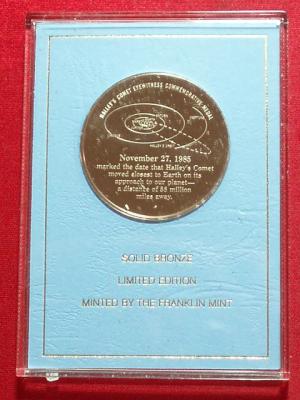 HALLEY'S COMET EYEWITNESS COMMEMORATIVE MEDAL
November 27, 1985
marked the date that Halley's Comet
moved closest to Earth on its
approach to our planet—
a distance of 58 million
miles away.
SOLID BRONZE
LIMITED EDITION
MINTED BY THE FRANKLIN MINT